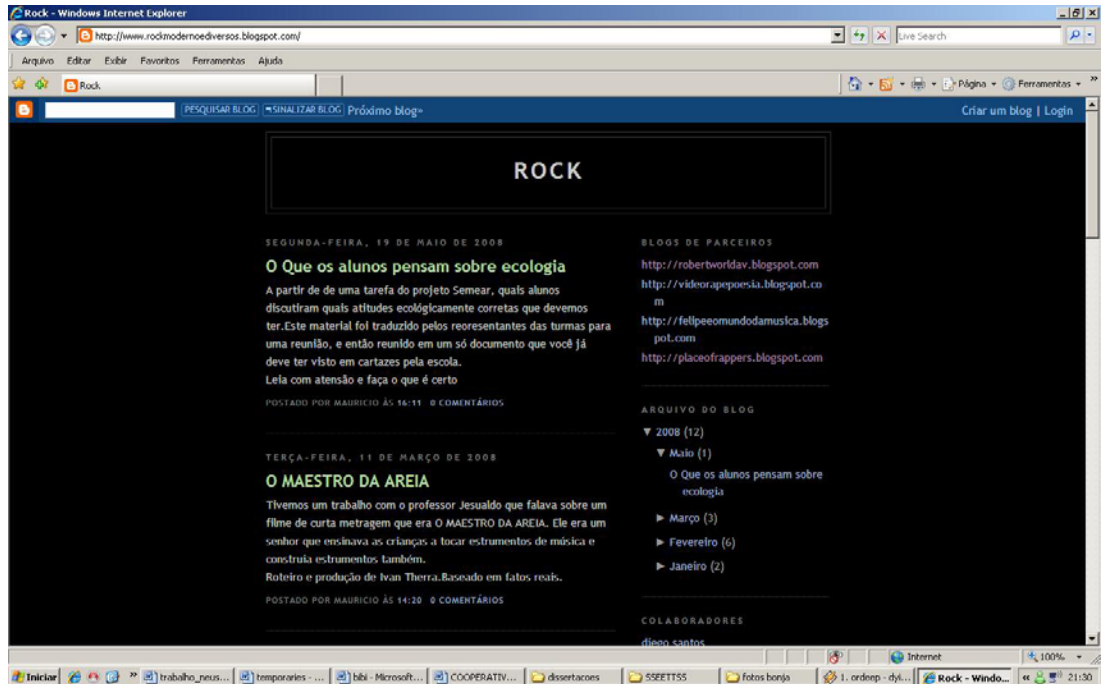 Rock - Windows Internet Explorer
http://www.rockmodernoediversos.blogspot.com/
Live Search
Arquivo Editar Exibir Favoritos Ferramentas Ajuda
Rock
Página
Ferramentas
PESQUISAR BLOG SINALIZAR BLOG Próximo blog»
Criar um blog | Login
ROCK
SEGUNDA-FEIRA, 19 DE MAIO DE 2008
O Que os alunos pensam sobre ecologia
A partir de de uma tarefa do projeto Semear, quais alunos
discutiram quais atitudes ecológicamente corretas que devemos
ter.Este material foi traduzido pelos reoresentantes das turmas para
uma reunião, e então reunido em um só documento que você já
deve ter visto em cartazes pela escola.
Leia com atensão e faça o que é certo
POSTADO POR MAURICIO ÀS 16:11 0 COMENTÁRIOS
TERÇA-FEIRA, 11 DE MARÇO DE 2008
O MAESTRO DA AREIA
Tivemos um trabalho com o professor Jesualdo que falava sobre um
filme de curta metragem que era O MAESTRO DA AREIA. Ele era um
senhor que ensinava as crianças a tocar estrumentos de música e
construia estrumentos também.
Roteiro e produção de Ivan Therra.Baseado em fatos reais.
POSTADO POR MAURICIO ÀS 14:20 0 COMENTÁRIOS
BLOGS DE PARCEIROS
http://robertworldav.blogspot.com
http://videorapepoesia.blogspot.co
m
http://felipeeomundodamusica.blogs
pot.com
http://placeofrappers.blogspot.com
ARQUIVO DO BLOG
▼ 2008 (12)
▼ Maio (1)
O Que os alunos pensam sobre
ecologia
► Março (3)
► Fevereiro (6)
► Janeiro (2)
COLABORADORES
diego santos
Internet
100%
Iniciar
trabalho_neus...
temporaries - ...
bibi - Microsoft...
COOPERATIV...
dissertacoes
SSEETTSS
fotos bonja
1. ordeep - dyl...
Rock - Windo...
21:30